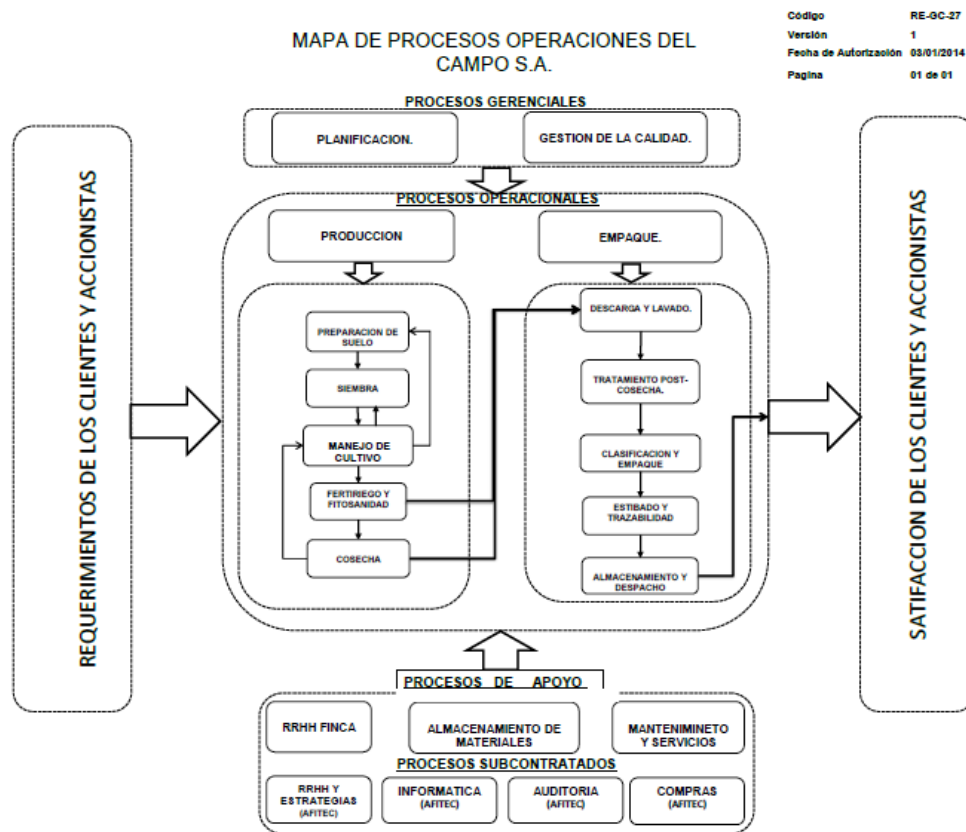 Código RE-GC-27
Versión 1
Fecha de Autorización 03/01/2014
Pagina 01 de 01
MAPA DE PROCESOS OPERACIONES DEL
CAMPO S.A.
PROCESOS GERENCIALES
PLANIFICACION.
GESTION DE LA CALIDAD.
REQUERIMIENTOS DE LOS CLIENTES Y ACCIONISTAS
PROCESOS OPERACIONALES
PRODUCCION
EMPAQUE.
PREPARACION DE
SUELO
SIEMBRA
MANEJO DE
CULTIVO
FERTIRIEGO Y
FITOSANIDAD
COSECHA
DESCARGA Y LAVADO.
TRATAMIENTO POST-
COSECHA.
CLASIFICACION Y
EMPAQUE
ESTIBADO Y
TRAZABILIDAD
ALMACENAMIENTO Y
DESPACHO
SATIFACCION DE LOS CLIENTES Y ACCIONISTAS
PROCESOS DE APOYO
RRHH FINCA
ALMACENAMIENTO DE
MATERIALES
MANTENIMINETO
Y SERVICIOS
PROCESOS SUBCONTRATADOS
RRHH Y
ESTRATEGIAS
(AFITEC)
INFORMATICA
(AFITEC)
AUDITORIA
(AFITEC)
COMPRAS
(AFITEC)